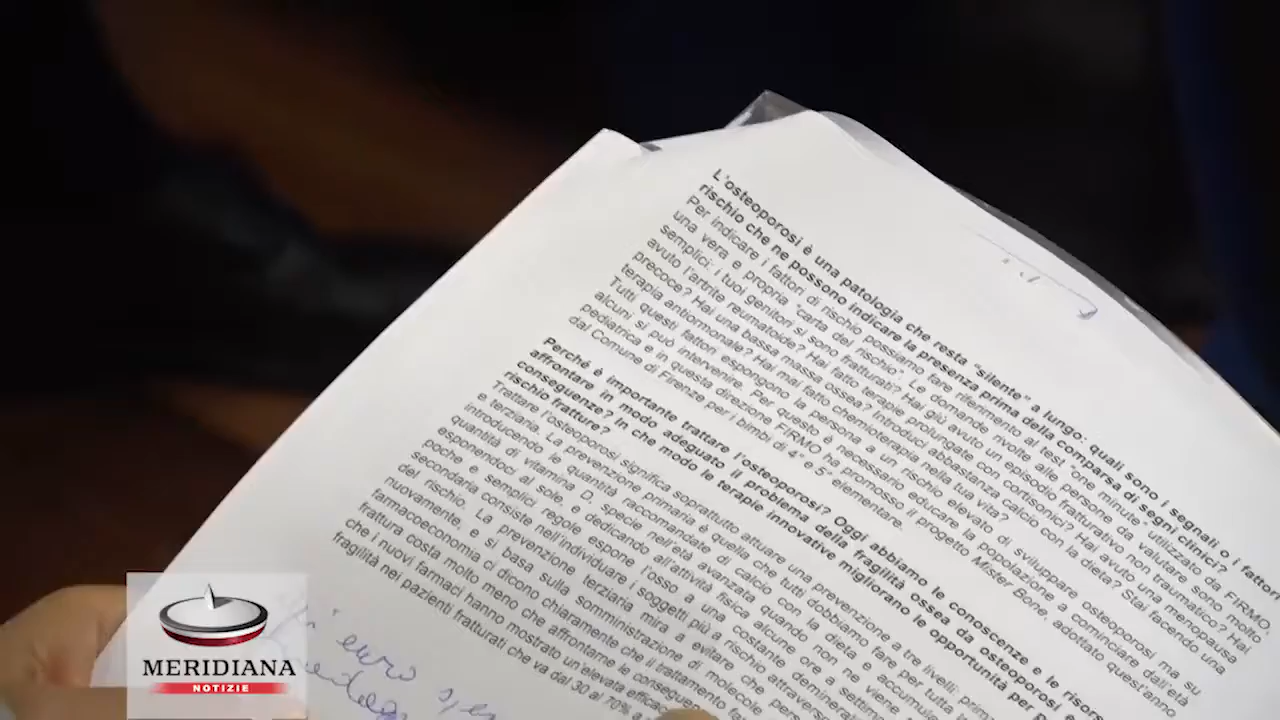 L'osteoporosi è una patologia che resta "silente" a lungo: quali sono i segnali o i fattori
rischio che ne possono indicare la presenza prima della comparsa di segni clinici?
Per indicare i fattori di rischio possiamo fare riferimento al test "one minute" utilizzato da FIRMO,
una vera e propria "carta del rischio". Le domande rivolte alle persone da valutare sono molto
semplici: i tuoi genitori si sono fratturati? Hai già avuto un episodio fratturativo non traumatico? Hai
avuto l'artrite reumatoide? Hai fatto terapie prolungate con cortisonici? Hai avuto una menopausa
precoce? Hai una bassa massa ossea? Introduci abbastanza calcio con la dieta? Stai facendo una
terapia antiormonale? Hai mai fatto chemioterapia nella tua vita?
Tutti questi fattori espongono la persona a un rischio elevato di sviluppare osteoporosi ma su
alcuni si può intervenire. Per questo è necessario educare la popolazione a cominciare dall'età
pediatrica e in questa direzione FIRMO ha promosso il progetto Mister Bone, adottato quest'anno
dal Comune di Firenze per i bimbi di 4° e 5° elementare.
Perché è importante trattare l'osteoporosi? Oggi abbiamo le conoscenze e le risorse
affrontare in modo adeguato il problema della fragilità ossea da osteoporosi
conseguenze? In che modo le terapie innovative migliorano le opportunità per
rischio fratture?
Trattare l'osteoporosi significa soprattutto attuare una prevenzione a tre livelli:
e terziaria. La prevenzione primaria è quella che tutti dobbiamo fare per tutta
introducendo le quantità raccomandate di calcio con la dieta e
quantità di vitamina D, specie nell'età avanzata quando non ne viene
esponendoci al sole, e dedicando all'attività fisica alcune ore a
poche e semplici regole espone l'osso a una costante
secondaria consiste nell'individuare i soggetti più a rischio
del rischio. La prevenzione terziaria mira a evitare che
nuovamente, e si basa sulla somministrazione di molecole
farmacoeconomia ci dicono chiaramente che il trattamento
frattura costa molto meno che affrontarne le
che i nuovi farmaci hanno mostrato un'elevata
fragilità nei pazienti fratturati che va dal 30 al 70%
euro
MERIDIANA
NOTIZIE